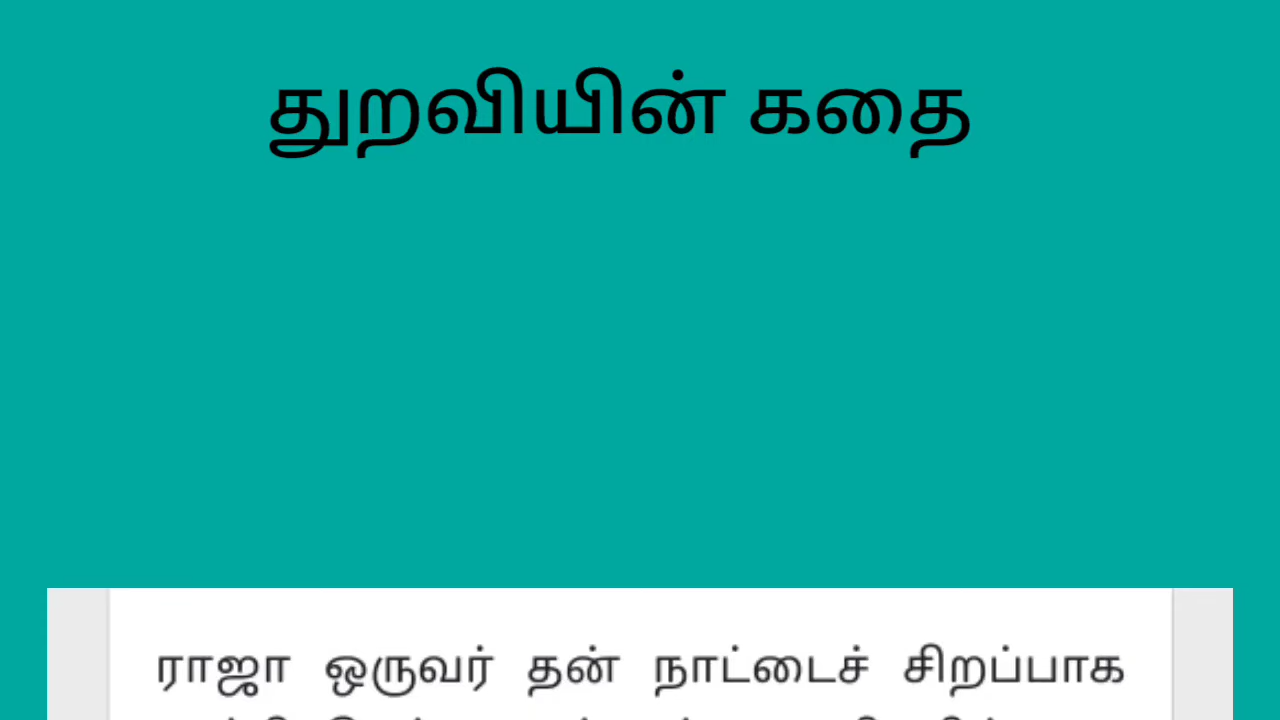 துறவியின் கதை
ராஜா ஒருவர் தன் நாட்டைச் சிறப்பாக